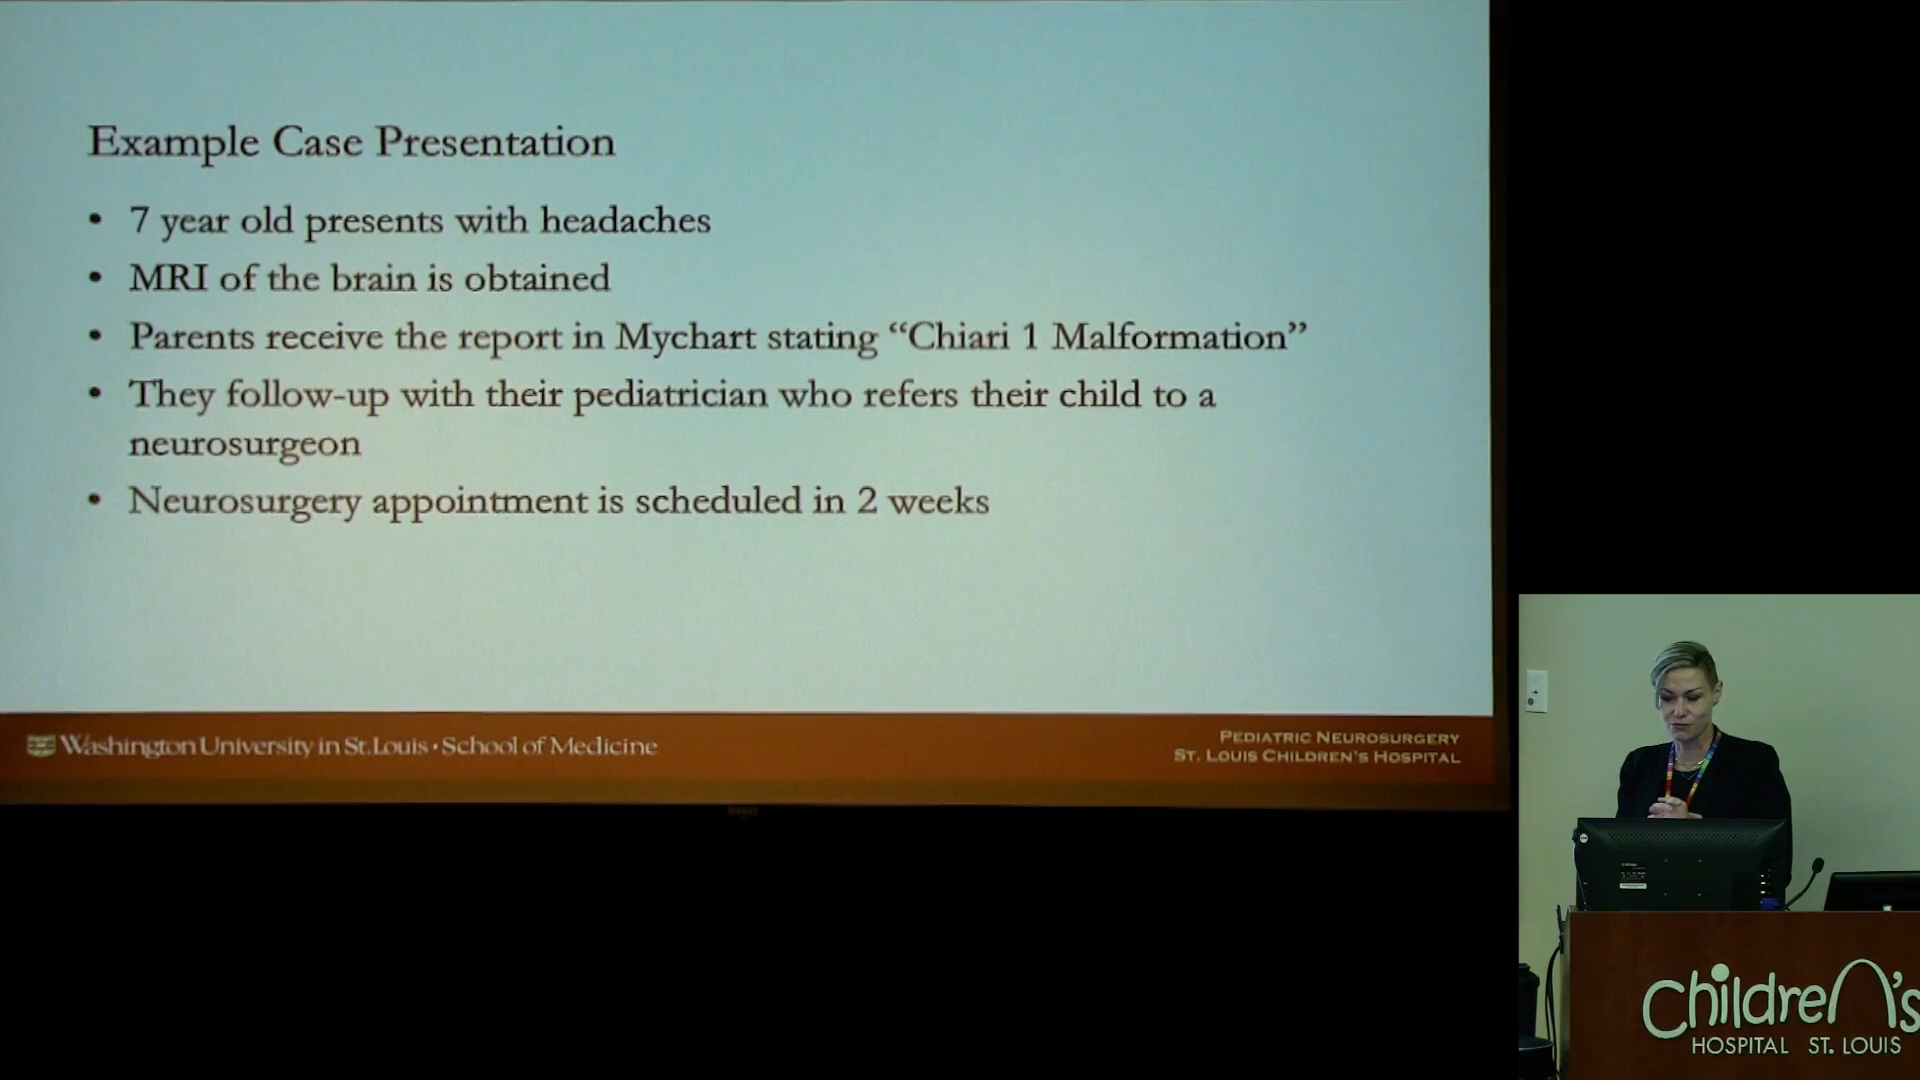 Example Case Presentation
• 7 year old presents with headaches
• MRI of the brain is obtained
• Parents receive the report in Mychart stating “Chiari 1 Malformation”
• They follow-up with their pediatrician who refers their child to a
neurosurgeon
• Neurosurgery appointment is scheduled in 2 weeks
Washington University in St. Louis • School of Medicine
PEDIATRIC NEUROSURGERY
ST. LOUIS CHILDREN'S HOSPITAL
Children's
HOSPITAL ST. LOUIS